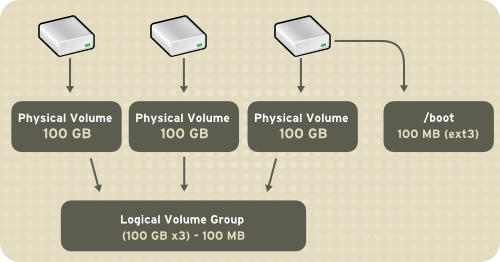 Physical Volume
100 GB
Physical Volume
100 GB
Physical Volume
100 GB
/boot
100 MB (ext3)
Logical Volume Group
(100 GB x3) - 100 MB